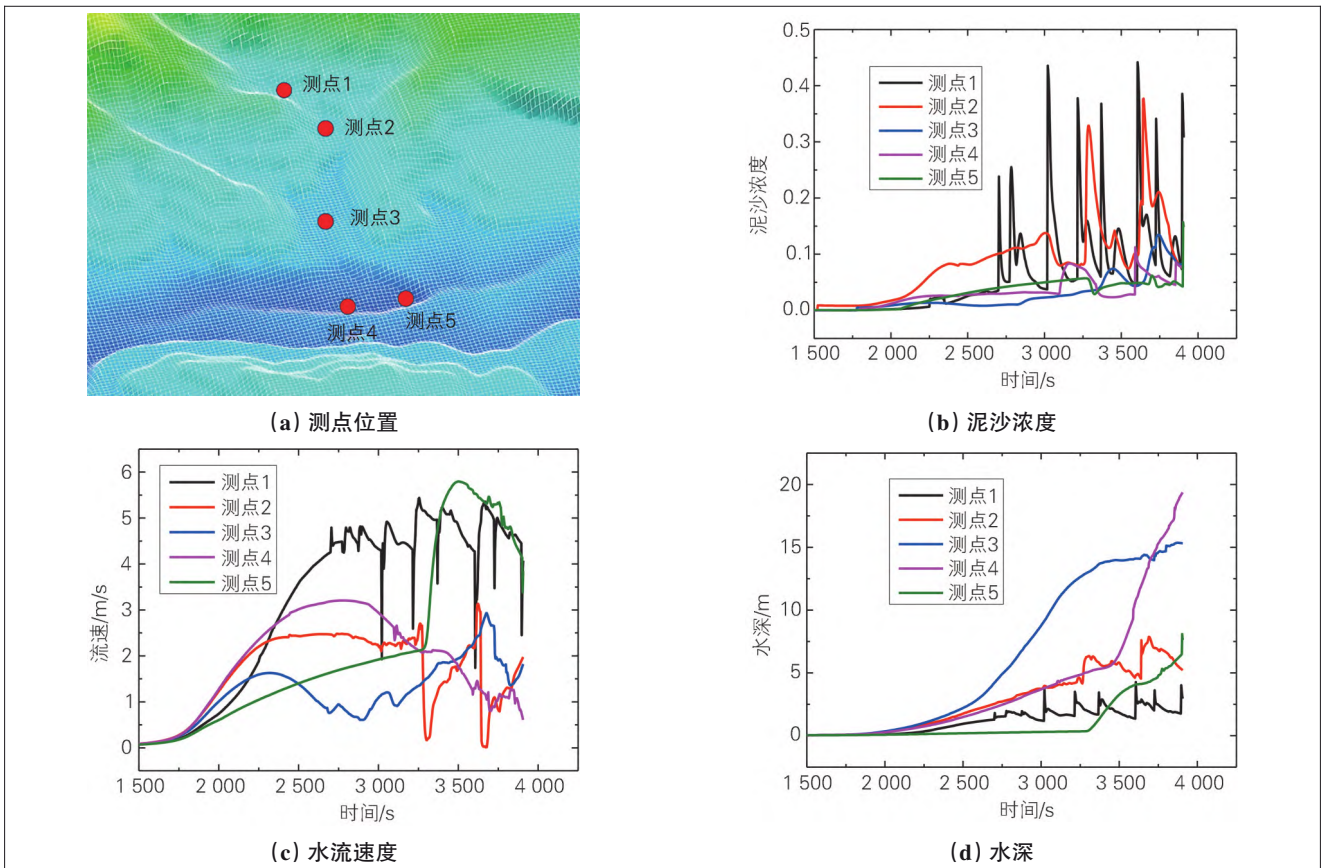 测点1
测点2
测点3
测点4
测点5
(a) 测点位置
泥沙浓度
0.5
0.4
0.3
0.2
0.1
0.0
测点1
测点2
测点3
测点4
测点5
1 500
2 000
2 500
3 000
3 500
4 000
时间/s
(b) 泥沙浓度
流速/m/s
6
5
4
3
2
1
0
测点1
测点2
测点3
测点4
测点5
1 500
2 000
2 500
3 000
3 500
4 000
时间/s
(c) 水流速度
水深/m
20
15
10
5
0
测点1
测点2
测点3
测点4
测点5
1 500
2 000
2 500
3 000
3 500
4 000
时间/s
(d) 水深